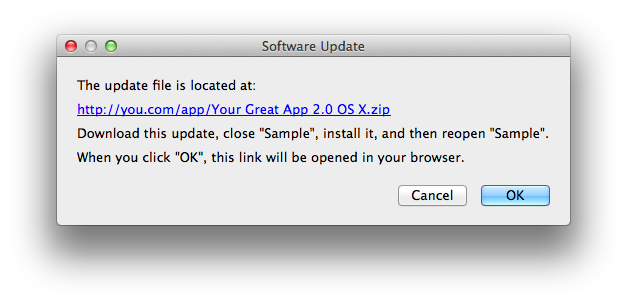 Software Update
The update file is located at:
http://you.com/app/Your Great App 2.0 OS X.zip
Download this update, close "Sample", install it, and then reopen "Sample".
When you click "OK", this link will be opened in your browser.
Cancel
OK